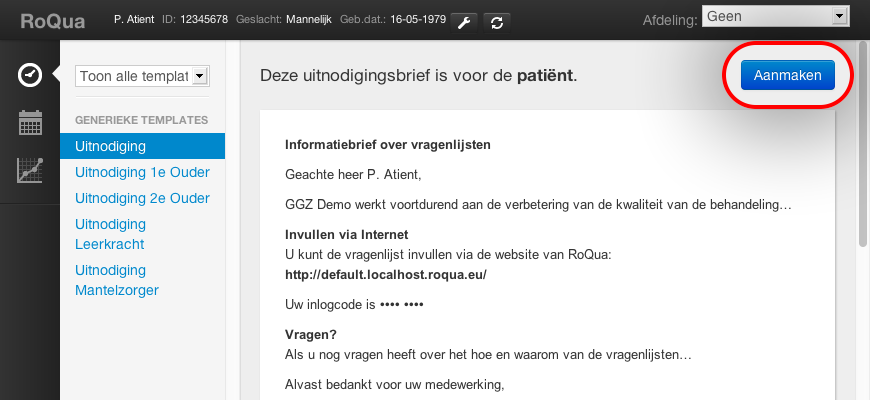 RoQua P. Atient ID: 12345678 Geslacht: Mannelijk Geb.dat.: 16-05-1979 Afdeling: Geen
Toon alle templat
Deze uitnodigingsbrief is voor de patiënt.
Aanmaken
GENERIEKE TEMPLATES
Uitnodiging
Uitnodiging 1e Ouder
Uitnodiging 2e Ouder
Uitnodiging
Leerkracht
Uitnodiging
Mantelzorger
Informatiebrief over vragenlijsten
Geachte heer P. Atient,
GGZ Demo werkt voortdurend aan de verbetering van de kwaliteit van de behandeling…
Invullen via Internet
U kunt de vragenlijst invullen via de website van RoQua:
http://default.localhost.roqua.eu/
Uw inlogcode is •••• ••••
Vragen?
Als u nog vragen heeft over het hoe en waarom van de vragenlijsten…
Alvast bedankt voor uw medewerking,